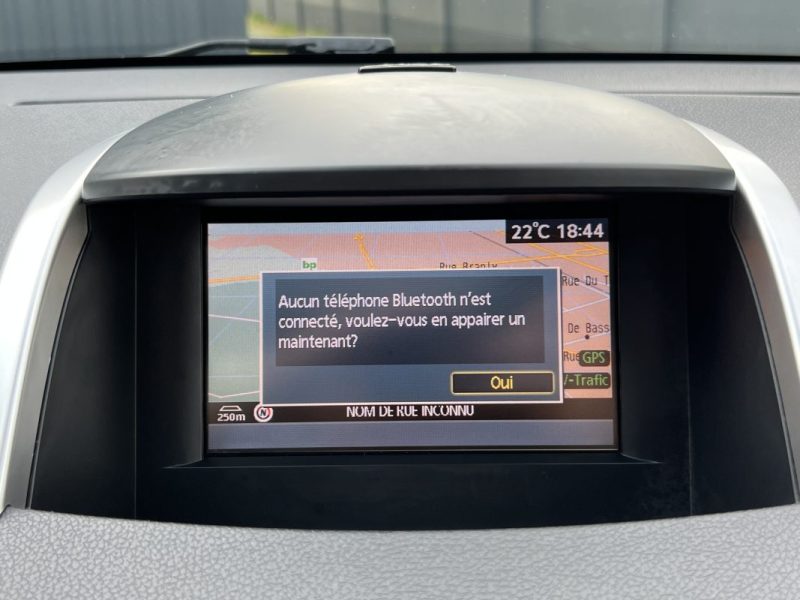 22°C 18:44
bp
Rue Branly
Rue Du T
Aucun téléphone Bluetooth n'est
connecté, voulez-vous en appairer un
maintenant?
De Bass
Rue
GPS
V-Trafic
Oui
250m
N
NOM DE RUE INCONNU